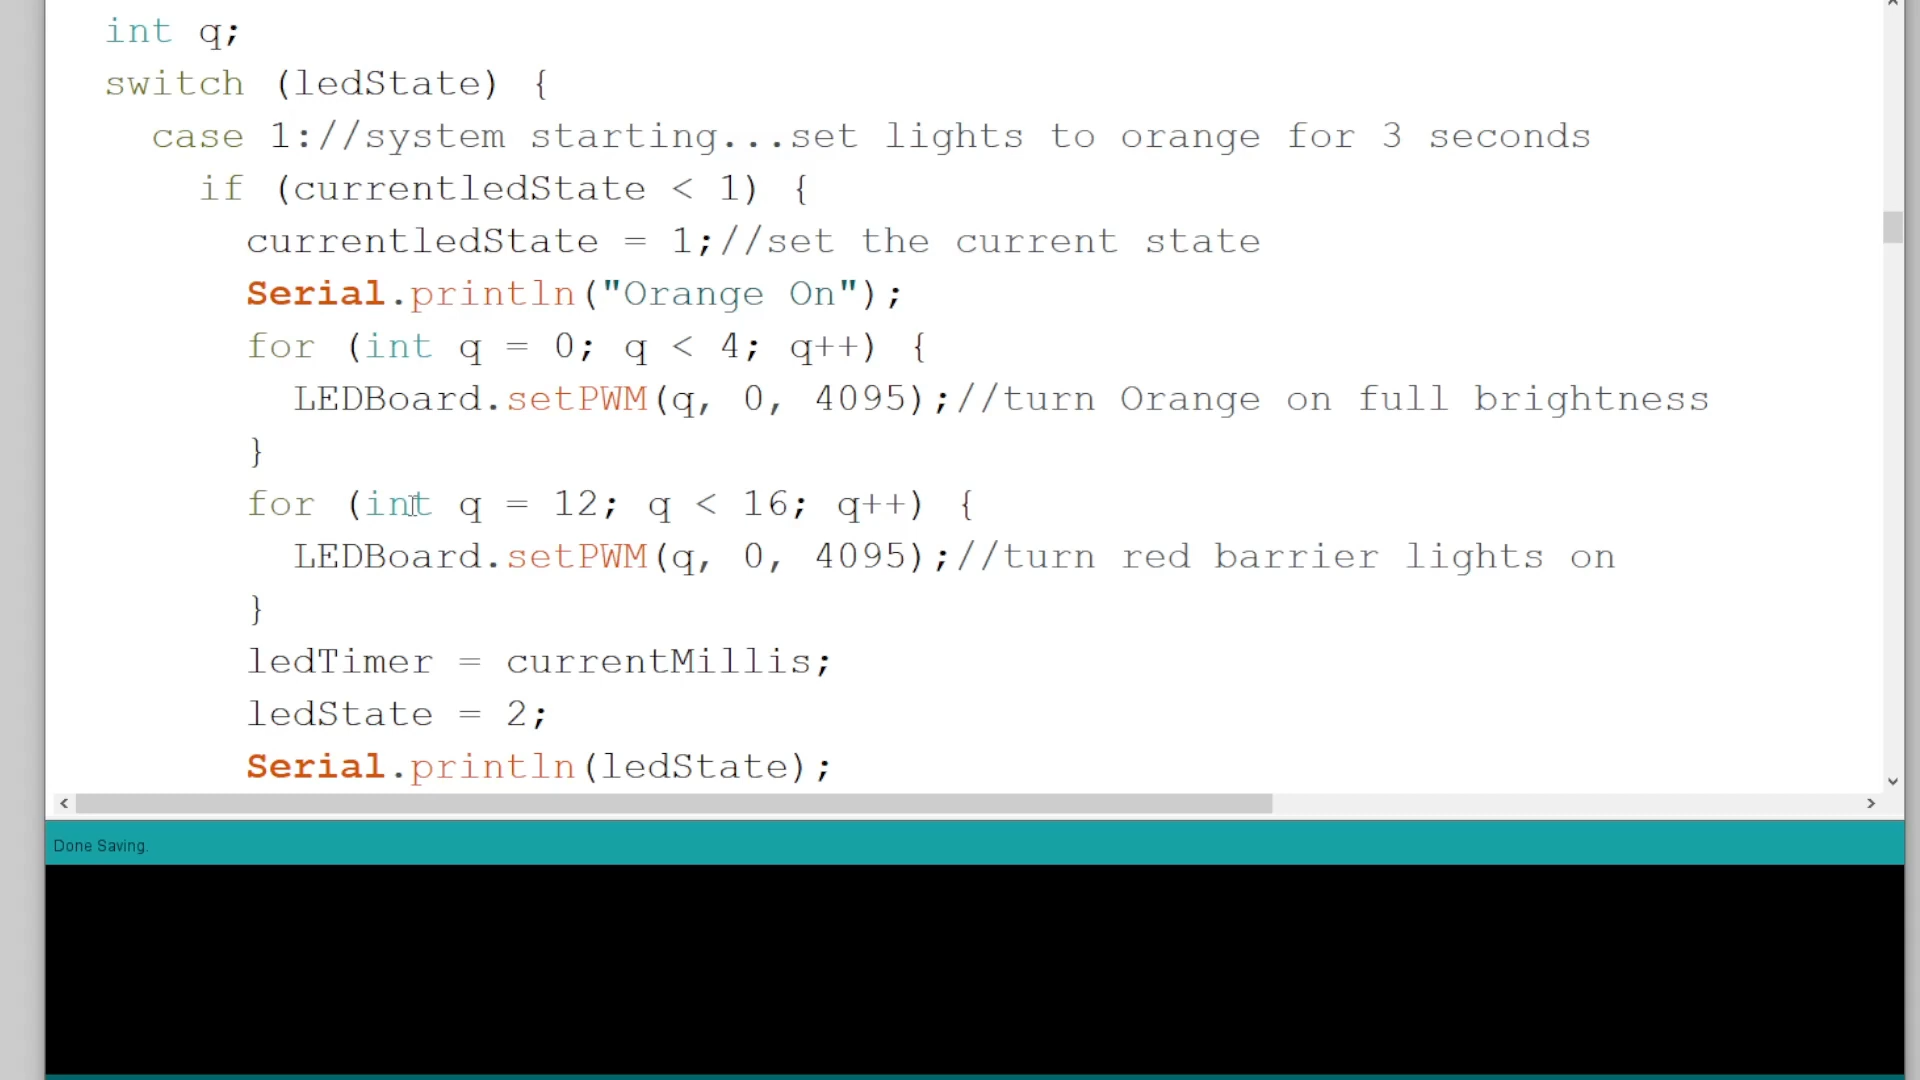 int q;
switch (ledState) {
case 1://system starting...set lights to orange for 3 seconds
if (currentledState < 1) {
currentledState = 1;//set the current state
Serial.println("Orange On");
for (int q = 0; q < 4; q++) {
LEDBoard.setPWM(q, 0, 4095);//turn Orange on full brightness
}
for (int q = 12; q < 16; q++) {
LEDBoard.setPWM(q, 0, 4095);//turn red barrier lights on
}
ledTimer = currentMillis;
ledState = 2;
Serial.println(ledState);
Done Saving.